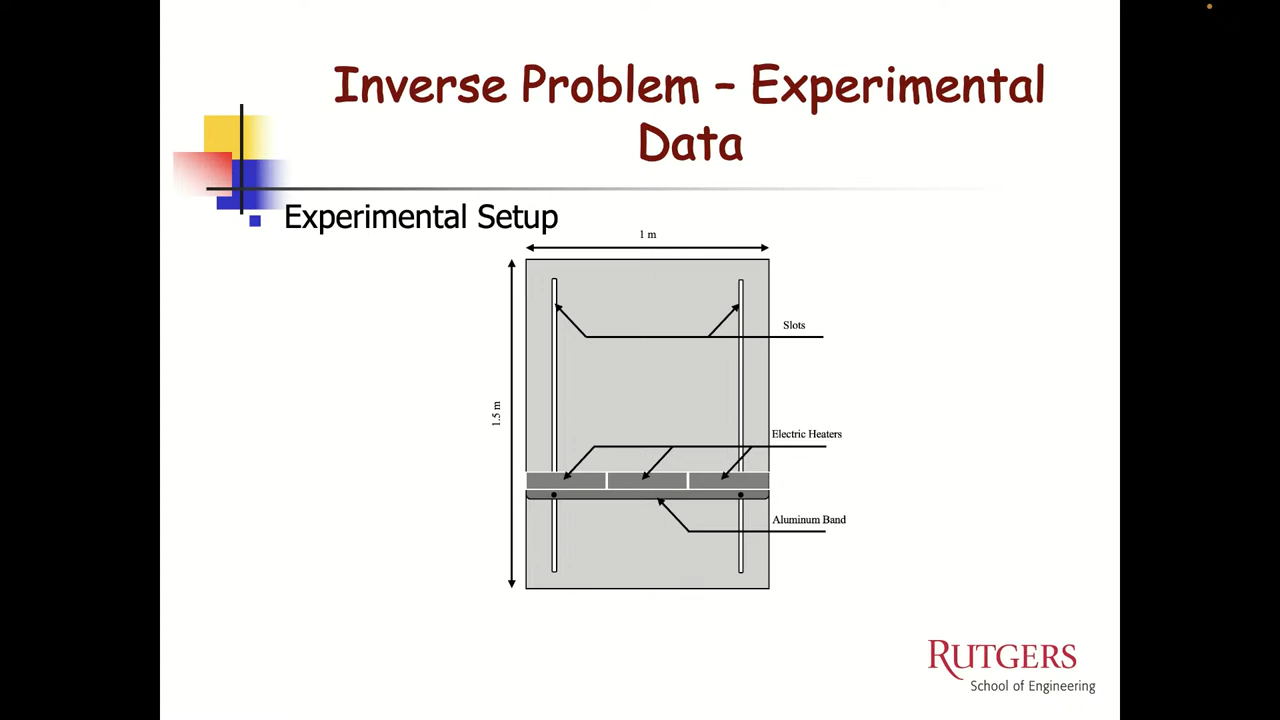 Inverse Problem – Experimental
Data
Experimental Setup
1 m
Slots
1.5 m
Electric Heaters
Aluminum Band
RUTGERS
School of Engineering